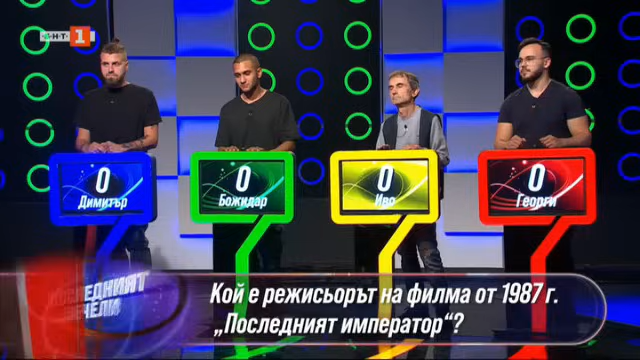 БНТ 1
0
Димитър
0
Божидар
0
Иво
0
Георги
ПОСЛЕДНИЯТ
ПЕЧЕЛИ
Кой е режисьорът на филма от 1987 г.
„Последният император“?